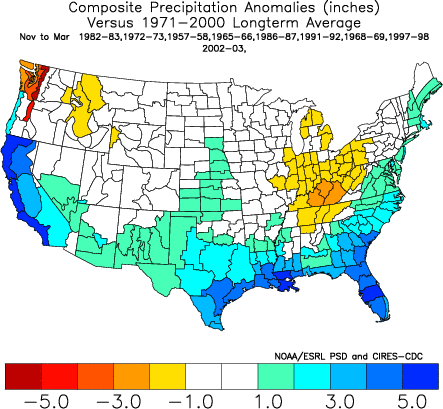 Composite Precipitation Anomalies (inches)
Versus 1971-2000 Longterm Average
Nov to Mar 1982-83,1972-73,1957-58,1965-66,1986-87,1991-92,1968-69,1997-98
2002-03,
NOAA/ESRL PSD and CIRES-CDC
-5.0 -3.0 -1.0 1.0 3.0 5.0